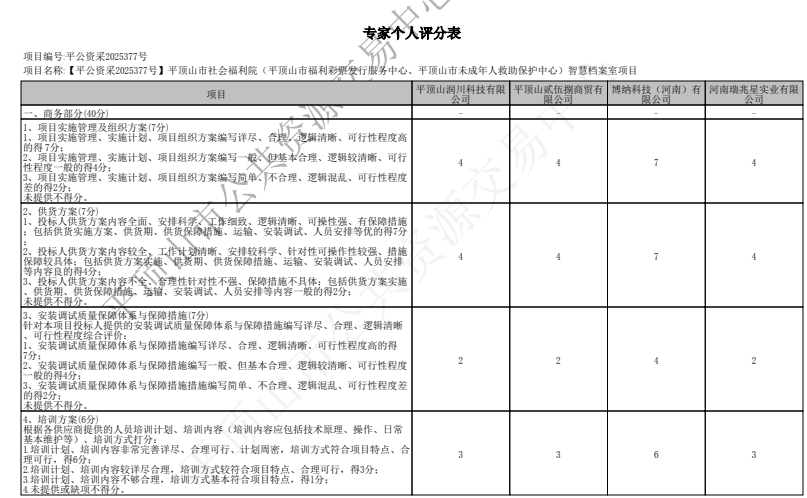 专家个人评分表
项目编号:平公资采2025377号
项目名称:【平公资采2025377号】平顶山市社会福利院（平顶山市福利彩票发行服务中心、平顶山市未成年人救助保护中心）智慧档案室项目
项目 平顶山润川科技有限公司 平顶山贰伍捌商贸有限公司 博纳科技（河南）有限公司 河南瑞兆星实业有限公司
一、商务部分(40分) - - - -
1、项目实施管理及组织方案(7分)
1、项目实施管理、实施计划、项目组织方案编写详尽、合理、逻辑清晰、可行性程度高
的得7分；
2、项目实施管理、实施计划、项目组织方案编写一般、但基本合理、逻辑较清晰、可行
性程度一般的得4分；
3、项目实施管理、实施计划、项目组织方案编写简单、不合理、逻辑混乱、可行性程度
差的得2分；
未提供不得分。
4 4 7 4
2、供货方案(7分)
1、投标人供货方案内容全面、安排科学、工作细致、逻辑清晰、可操性强、有保障措施
；包括供货实施方案、供货期、供货保障措施、运输、安装调试、人员安排等优的得7分
；
2、投标人供货方案内容较全、工作计划清晰、安排较科学、针对性可操作性较强、措施
保障较具体；包括供货方案实施、供货期、供货保障措施、运输、安装调试、人员安排
等内容良的得4分；
3、投标人供货方案内容不全、合理性针对性不强、保障措施不具体；包括供货方案实施
、供货期、供货保障措施、运输、安装调试、人员安排等内容一般的得2分；
未提供不得分。
4 4 7 4
3、安装调试质量保障体系与保障措施(7分)
针对本项目投标人提供的安装调试质量保障体系与保障措施编写详尽、合理、逻辑清晰
、可行性程度综合评价：
1、安装调试质量保障体系与保障措施编写详尽、合理、逻辑清晰、可行性程度高的得
7分；
2、安装调试质量保障体系与保障措施编写一般、但基本合理、逻辑较清晰、可行性程度
一般的得4分；
3、安装调试质量保障体系与保障措施措施编写简单、不合理、逻辑混乱、可行性程度差
的得2分；
未提供不得分。
2 2 4 2
4、培训方案(6分)
根据各供应商提供的人员培训计划、培训内容（培训内容应包括技术原理、操作、日常
基本维护等）、培训方式打分：
1.培训计划、培训内容非常完善详尽、合理可行、计划周密，培训方式符合项目特点、合
理可行，得6分；
2.培训计划、培训内容较详尽合理，培训方式较符合项目特点、合理可行，得3分；
3.培训计划、培训内容不够合理，培训方式基本符合项目特点，得1分；
4.未提供或缺项不得分。
3 3 6 3
平顶山市公共资源交易中心
平顶山市公共资源交易中